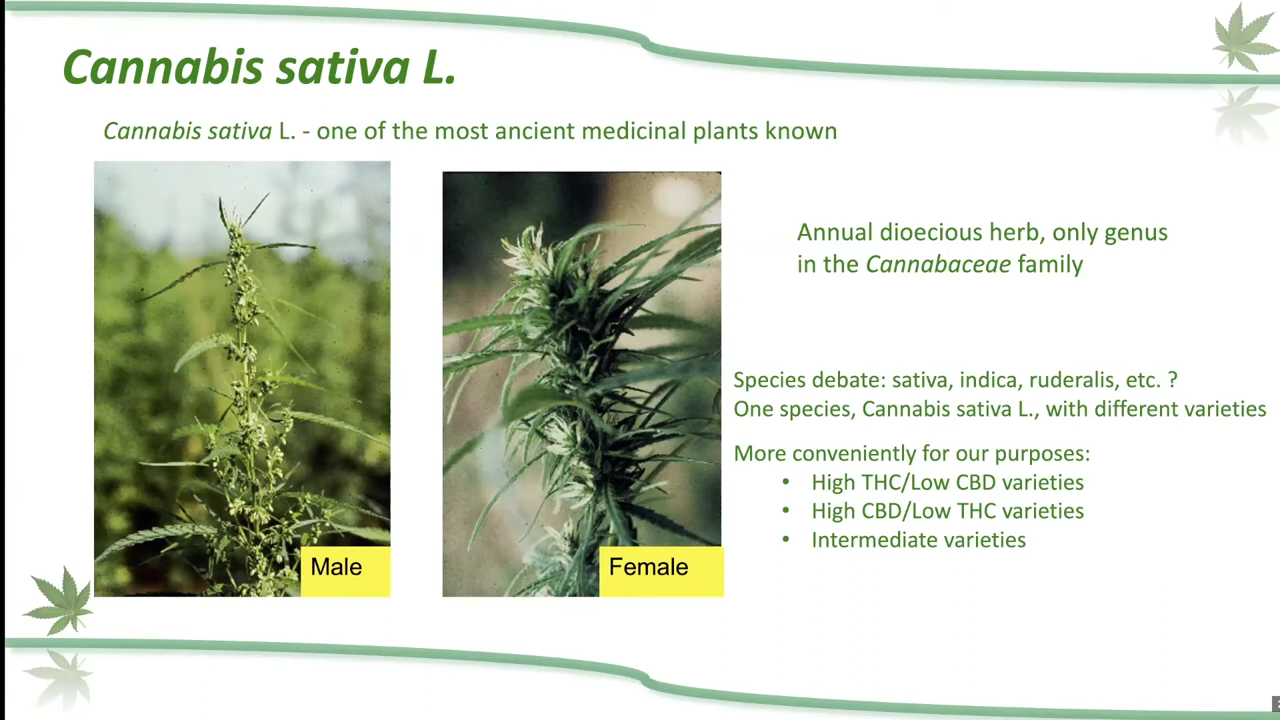 Cannabis sativa L.
Cannabis sativa L. - one of the most ancient medicinal plants known
Annual dioecious herb, only genus
in the Cannabaceae family
Species debate: sativa, indica, ruderalis, etc. ?
One species, Cannabis sativa L., with different varieties
More conveniently for our purposes:
• High THC/Low CBD varieties
• High CBD/Low THC varieties
• Intermediate varieties
Male
Female